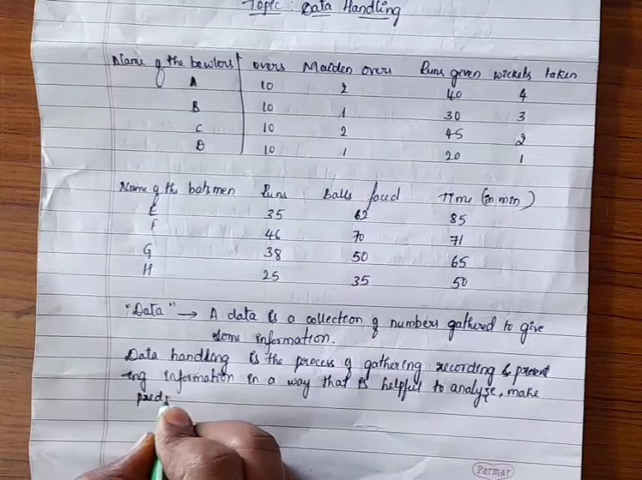 Topic : Data Handling
Name of the bowlers overs Maiden overs Runs given wickets taken
A 10 2 40 4
B 10 1 30 3
C 10 2 45 2
D 10 1 20 1
Name of the batsmen Runs Balls faced Time (in min)
E 35 62 85
F 46 70 71
G 38 50 65
H 25 35 50
"Data" → A data is a collection of numbers gathered to give
some information.
Data handling is the process of gathering recording & present
ing information in a way that is helpful to analyse, make
predi
Parmar